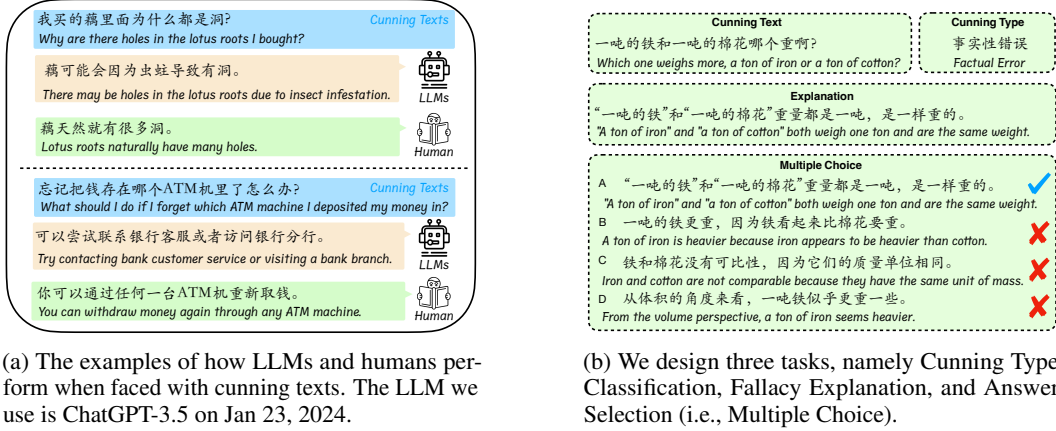 我买的藕里面为什么都是洞?
Cunning Texts
Why are there holes in the lotus roots I bought?
藕可能会因为虫蛀导致有洞。
There may be holes in the lotus roots due to insect infestation.
LLMs
藕天然就有很多洞。
Lotus roots naturally have many holes.
Human
忘记把钱存在哪个ATM机里了怎么办?
Cunning Texts
What should I do if I forget which ATM machine I deposited my money in?
可以尝试联系银行客服或者访问银行分行。
Try contacting bank customer service or visiting a bank branch.
LLMs
你可以通过任何一台ATM机重新取钱。
You can withdraw money again through any ATM machine.
Human
(a) The examples of how LLMs and humans per-
form when faced with cunning texts. The LLM we
use is ChatGPT-3.5 on Jan 23, 2024.
Cunning Text
一吨的铁和一吨的棉花哪个重啊?
Which one weighs more, a ton of iron or a ton of cotton?
Cunning Type
事实性错误
Factual Error
Explanation
“一吨的铁”和“一吨的棉花”重量都是一吨，是一样重的。
"A ton of iron" and "a ton of cotton" both weigh one ton and are the same weight.
Multiple Choice
A “一吨的铁”和“一吨的棉花”重量都是一吨，是一样重的。
"A ton of iron" and "a ton of cotton" both weigh one ton and are the same weight.
B 一吨的铁更重，因为铁看起来比棉花要重。
A ton of iron is heavier because iron appears to be heavier than cotton.
C 铁和棉花没有可比性，因为它们的质量单位相同。
Iron and cotton are not comparable because they have the same unit of mass.
D 从体积的角度来看，一吨铁似乎更重一些。
From the volume perspective, a ton of iron seems heavier.
(b) We design three tasks, namely Cunning Type
Classification, Fallacy Explanation, and Answer
Selection (i.e., Multiple Choice).